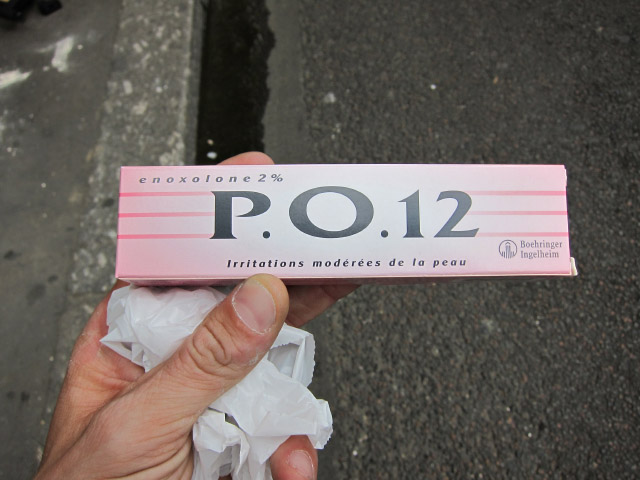 enoxolone 2%
P.O.12
Boehringer
Ingelheim
Irritations modérées de la peau